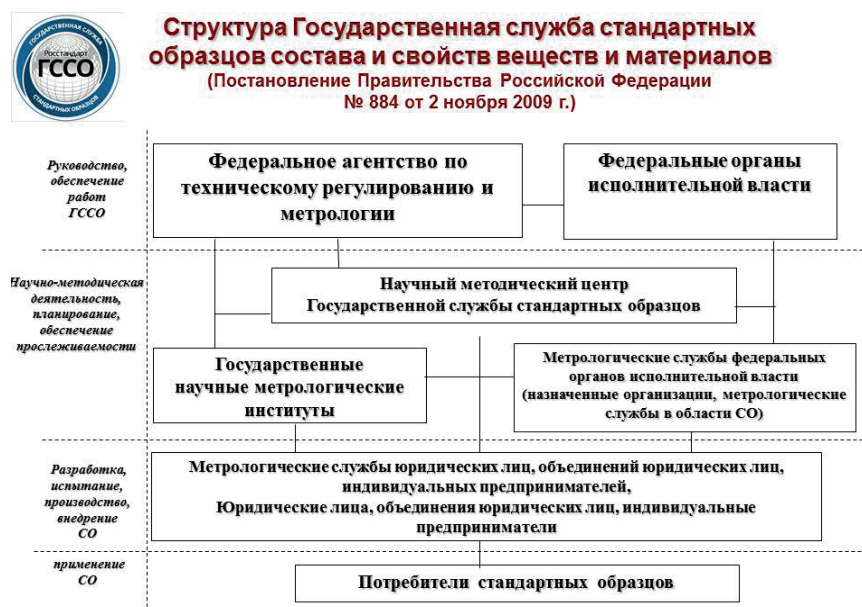 ГОСУДАРСТВЕННАЯ СЛУЖБА
Росстандарт
ГССО
СТАНДАРТНЫХ ОБРАЗЦОВ
Структура Государственная служба стандартных
образцов состава и свойств веществ и материалов
(Постановление Правительства Российской Федерации
№ 884 от 2 ноября 2009 г.)
Руководство,
обеспечение
работ
ГССО
Федеральное агентство по
техническому регулированию и
метрологии
Федеральные органы
исполнительной власти
Научно-методическая
деятельность,
планирование,
обеспечение
прослеживаемости
Научный методический центр
Государственной службы стандартных образцов
Государственные
научные метрологические
институты
Метрологические службы федеральных
органов исполнительной власти
(назначенные организации, метрологические
службы в области СО)
Разработка,
испытание,
производство,
внедрение
СО
Метрологические службы юридических лиц, объединений юридических лиц,
индивидуальных предпринимателей,
Юридические лица, объединения юридических лиц, индивидуальные
предприниматели
применение
СО
Потребители стандартных образцов